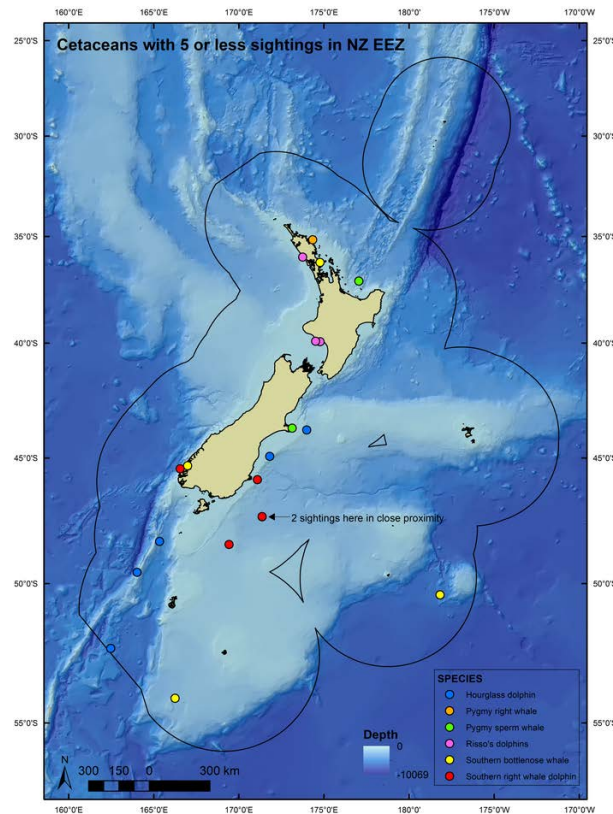 160°0'E 165°0'E 170°0'E 175°0'E 180°0' 175°0'W 170°0'W
Cetaceans with 5 or less sightings in NZ EEZ
25°0'S 25°0'S
30°0'S 30°0'S
35°0'S 35°0'S
40°0'S 40°0'S
45°0'S 45°0'S
2 sightings here in close proximity
50°0'S 50°0'S
55°0'S 55°0'S
SPECIES
Hourglass dolphin
Pygmy right whale
Pygmy sperm whale
Risso's dolphins
Southern bottlenose whale
Southern right whale dolphin
Depth
0
-10069
N
300 150 0 300 km
160°0'E 165°0'E 170°0'E 175°0'E 180°0' 175°0'W 170°0'W